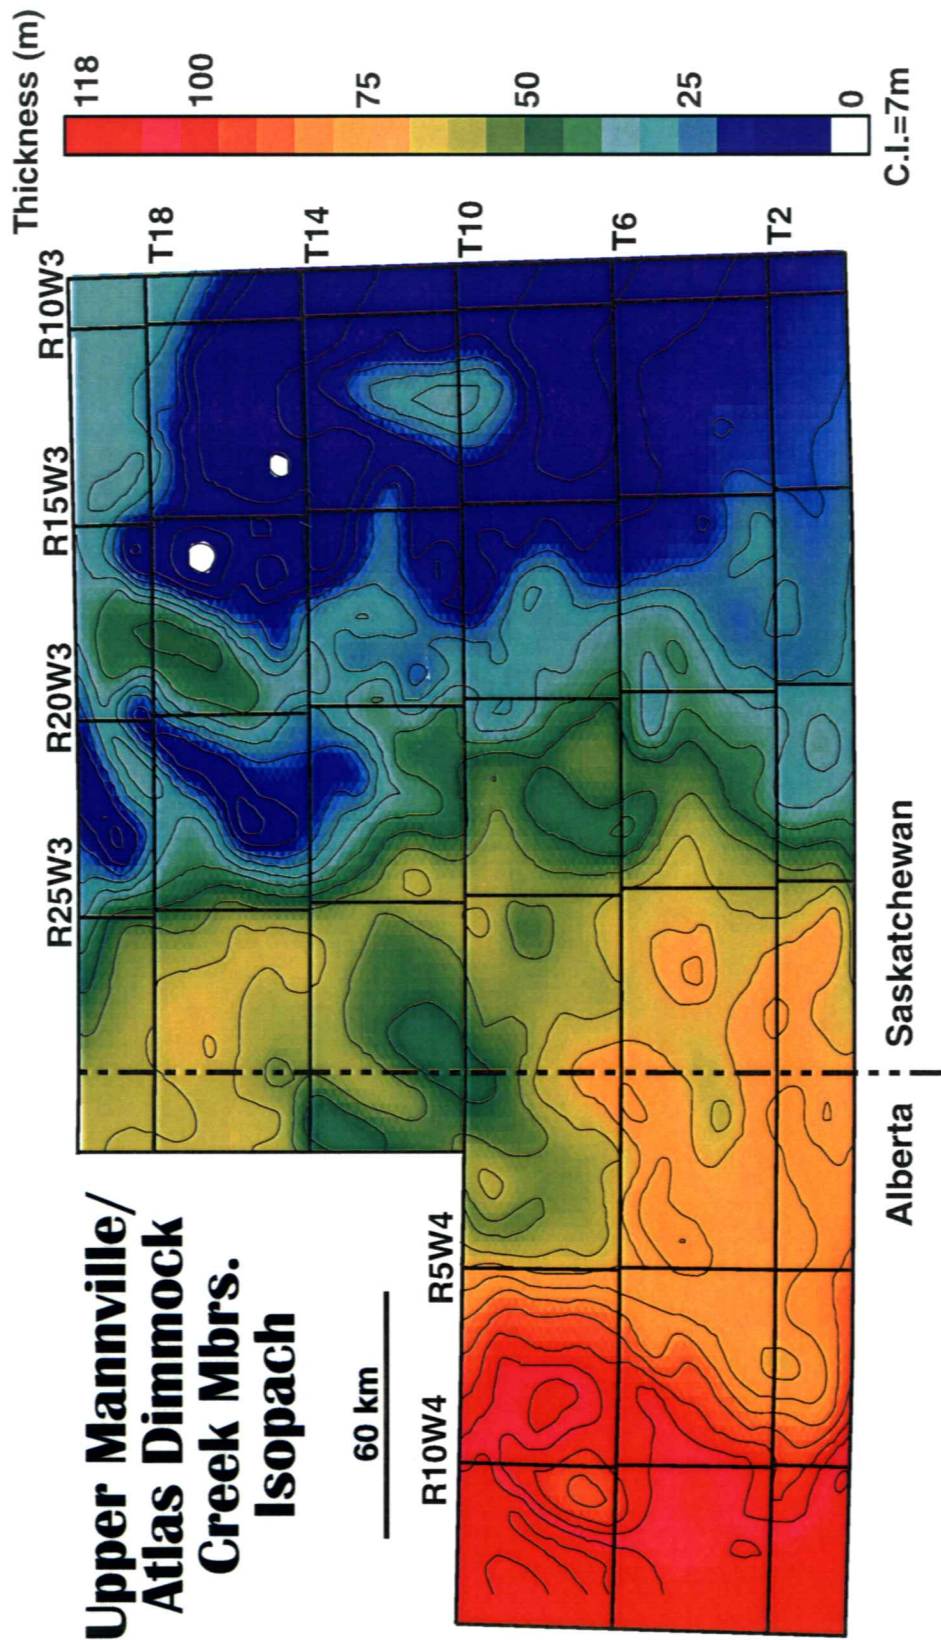 Upper Mannville/
Atlas Dimmock
Creek Mbrs.
Isopach
60 km
R10W4
R5W4
R25W3
R20W3
R15W3
R10W3
T18
T14
T10
T6
T2
Alberta
Saskatchewan
Thickness (m)
118
100
75
50
25
0
C.I.=7m